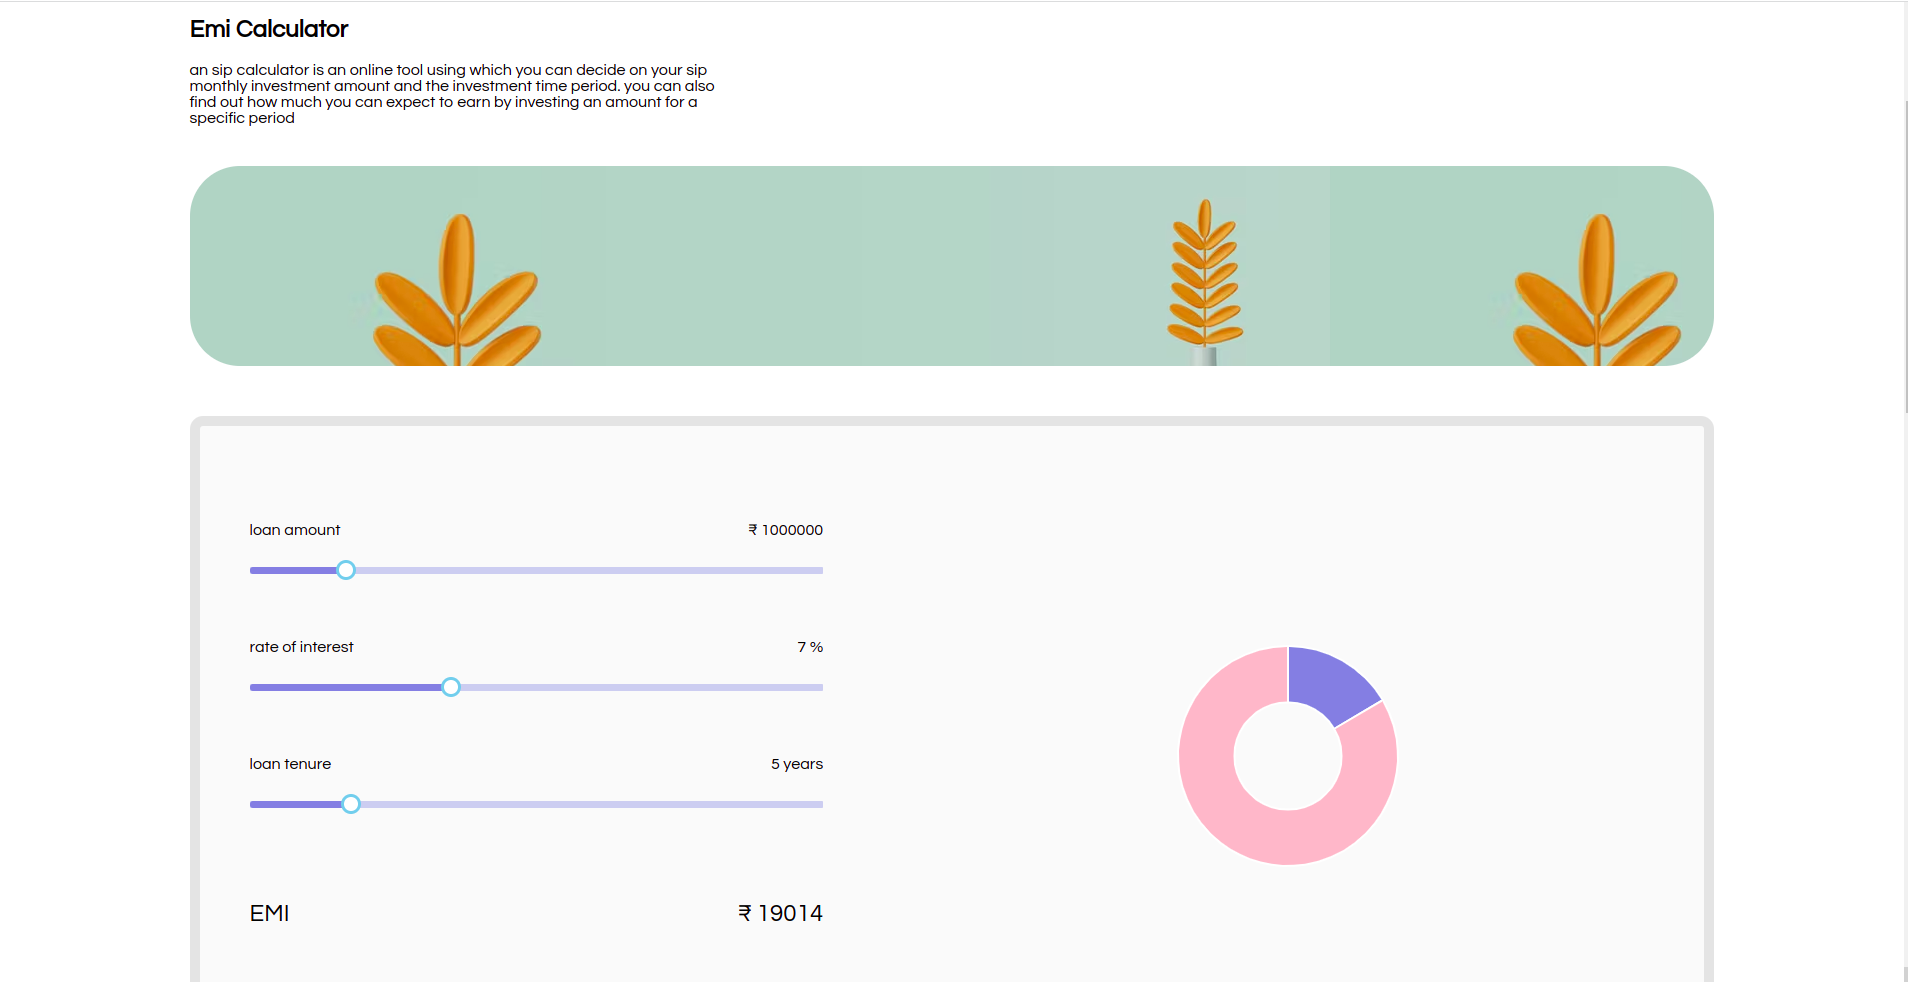 Emi Calculator
an sip calculator is an online tool using which you can decide on your sip
monthly investment amount and the investment time period. you can also
find out how much you can expect to earn by investing an amount for a
specific period
loan amount ₹ 1000000
rate of interest 7 %
loan tenure 5 years
EMI ₹ 19014